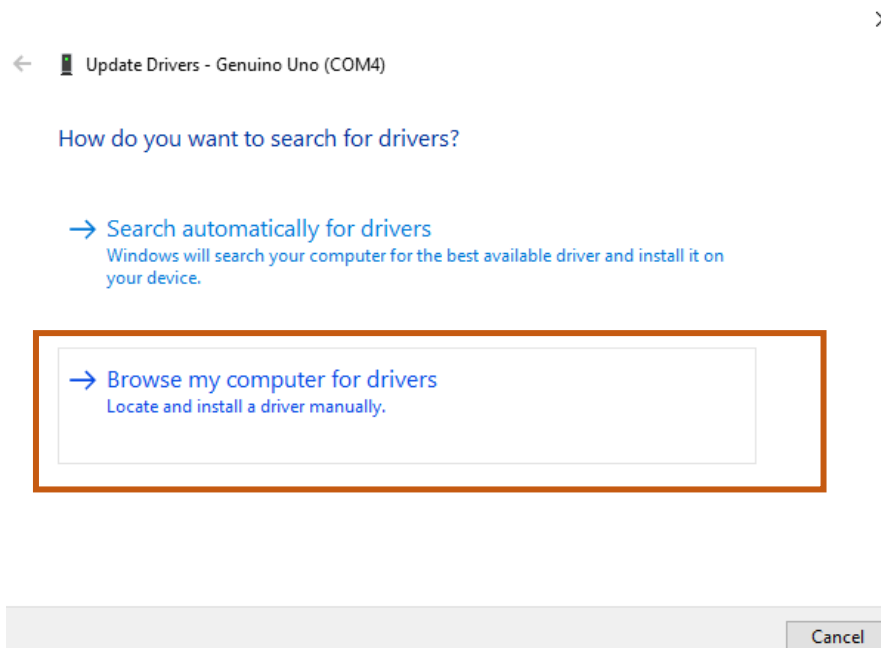 Update Drivers - Genuino Uno (COM4)
How do you want to search for drivers?
Search automatically for drivers
Windows will search your computer for the best available driver and install it on
your device.
Browse my computer for drivers
Locate and install a driver manually.
Cancel